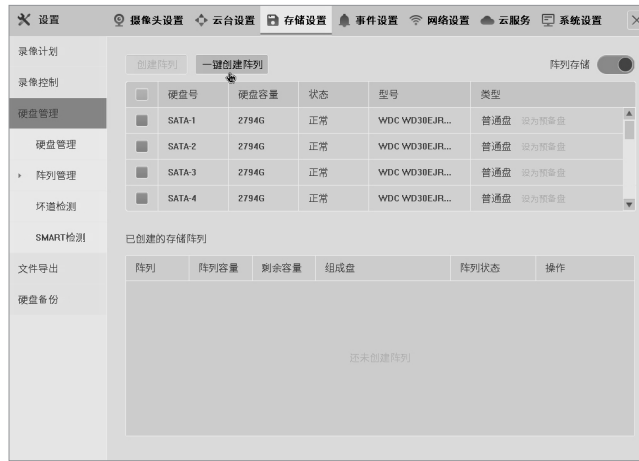 设置 摄像头设置 云台设置 存储设置 事件设置 网络设置 云服务 系统设置
录像计划
录像控制
硬盘管理
硬盘管理
阵列管理
坏道检测
SMART检测
文件导出
硬盘备份
创建阵列 一键创建阵列 阵列存储
硬盘号 硬盘容量 状态 型号 类型
SATA-1 2794G 正常 WDC WD30EJR... 普通盘 设为预备盘
SATA-2 2794G 正常 WDC WD30EJR... 普通盘 设为预备盘
SATA-3 2794G 正常 WDC WD30EJR... 普通盘 设为预备盘
SATA-4 2794G 正常 WDC WD30EJR... 普通盘 设为预备盘
已创建的存储阵列
阵列 阵列容量 剩余容量 组成盘 阵列状态 操作
还未创建阵列